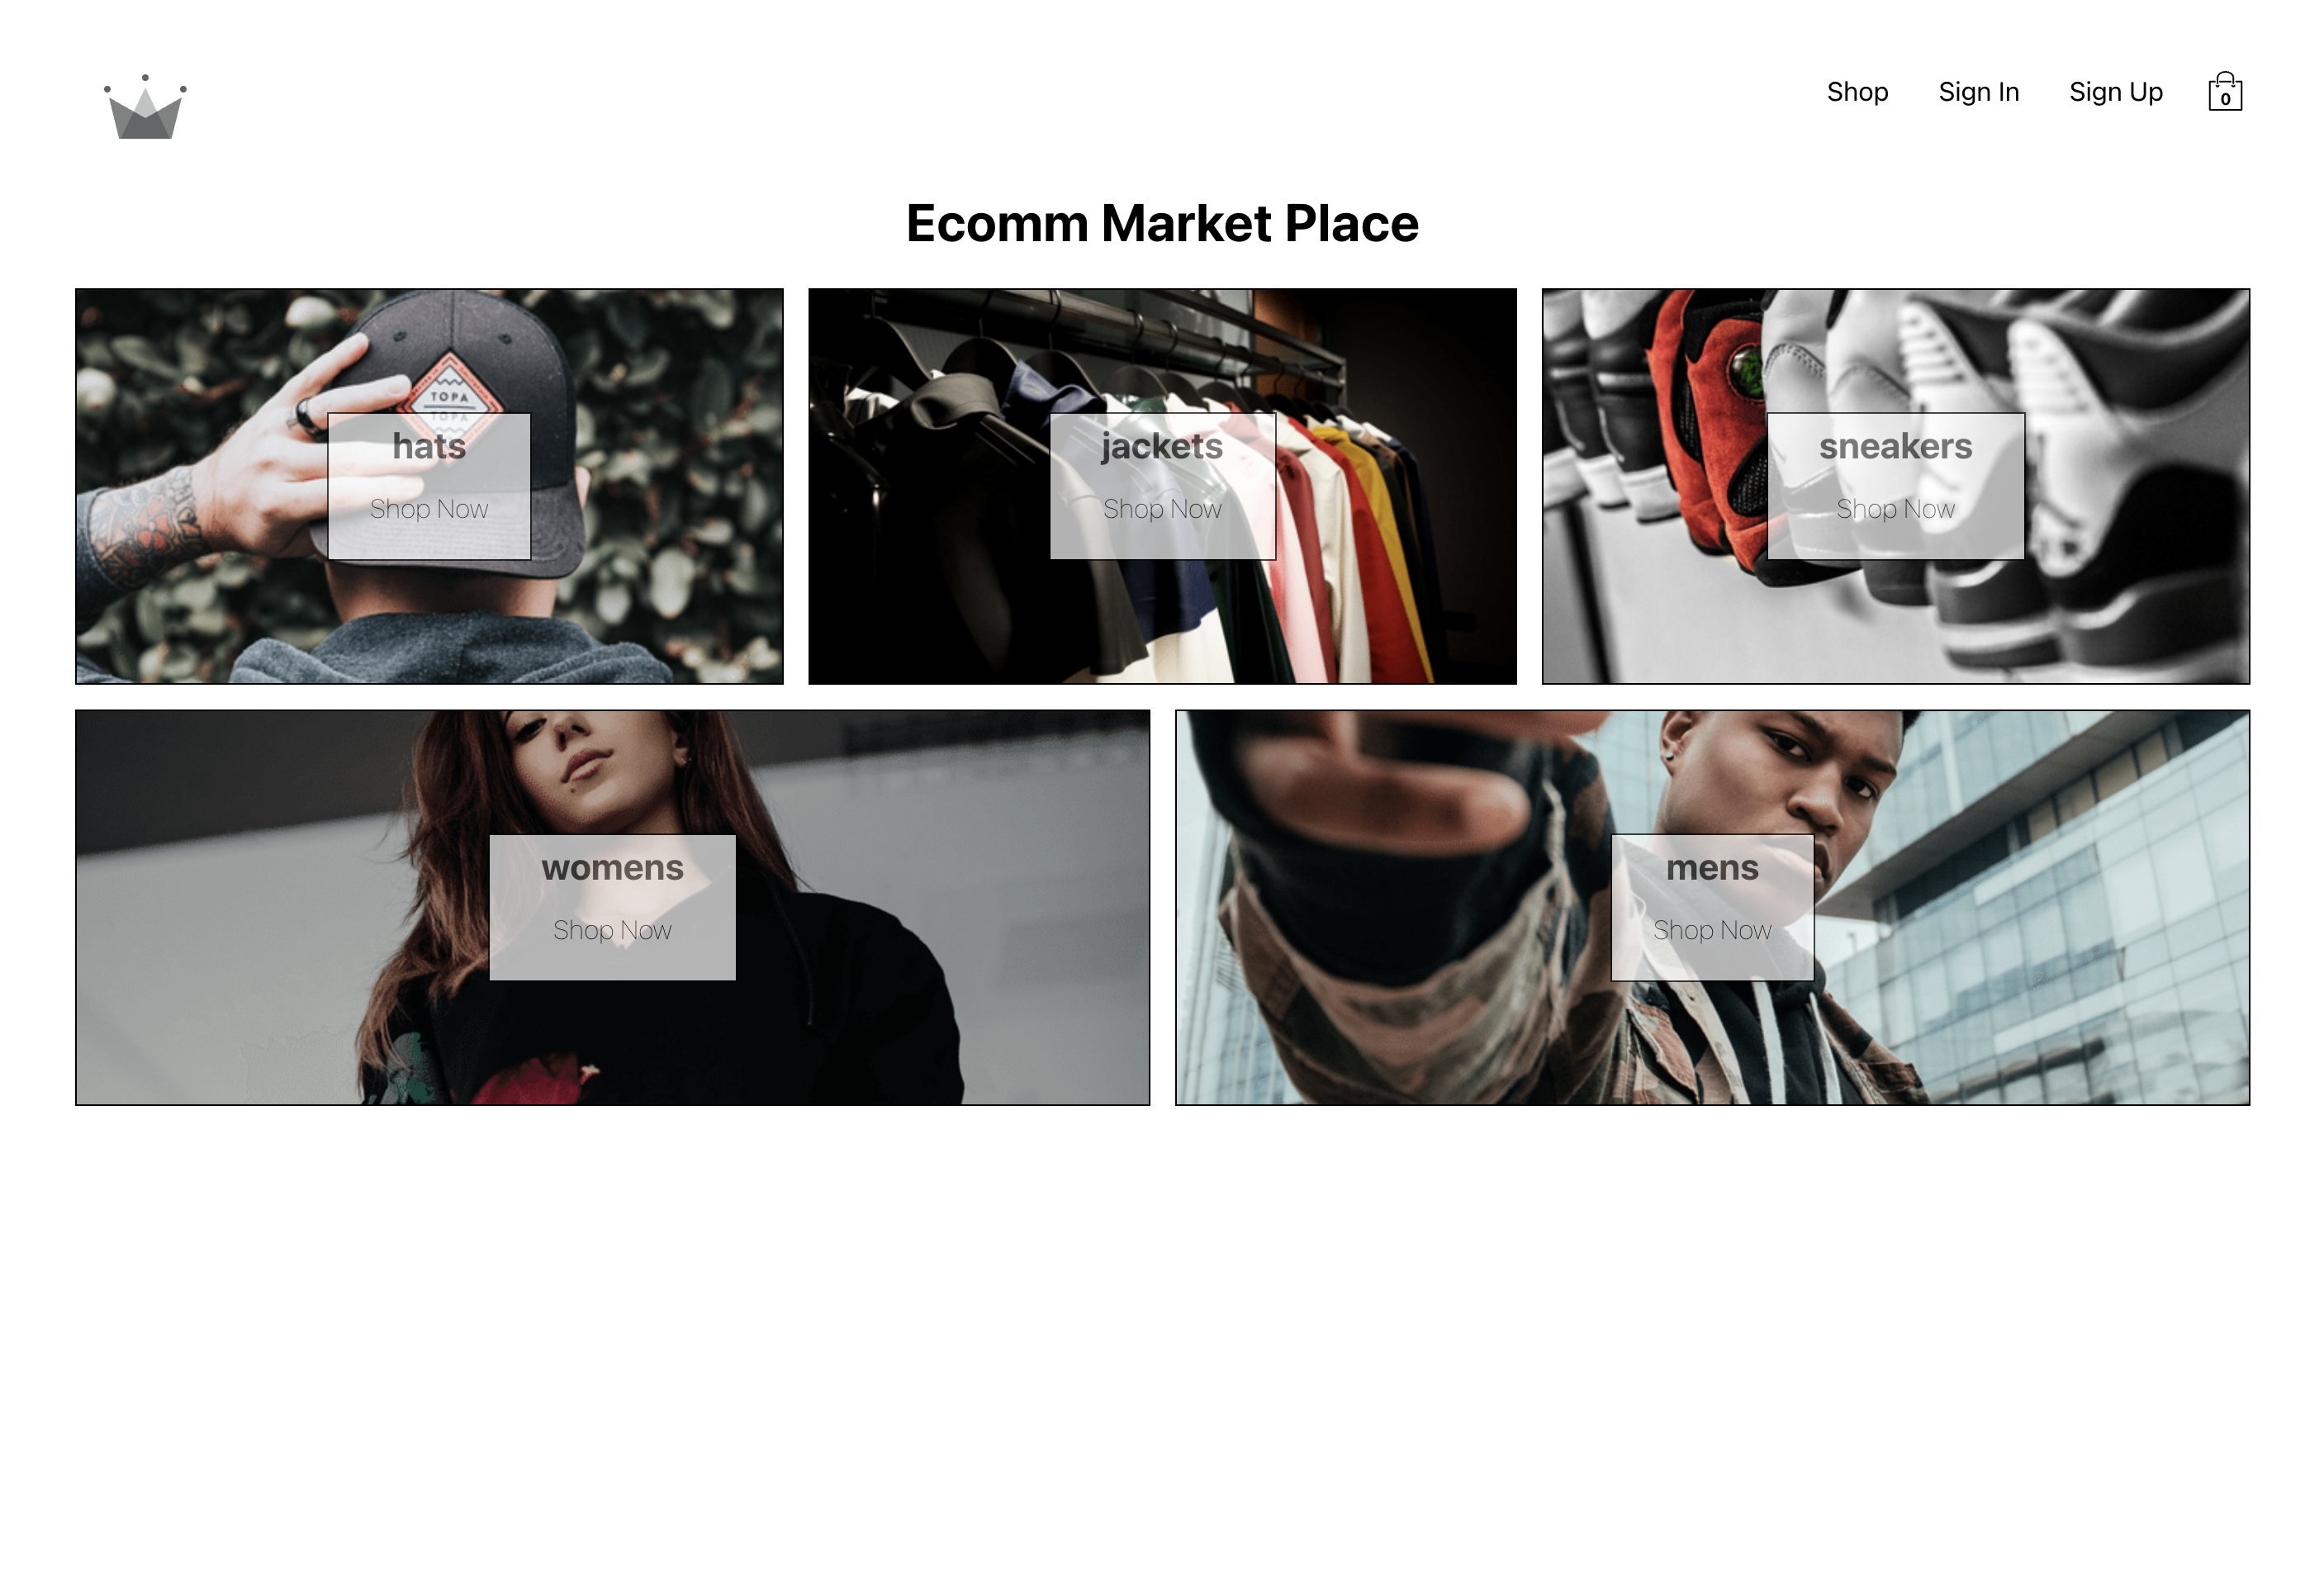 Shop Sign In Sign Up 0
Ecomm Market Place
TOPA
TOPA
hats
Shop Now
jackets
Shop Now
sneakers
Shop Now
womens
Shop Now
mens
Shop Now